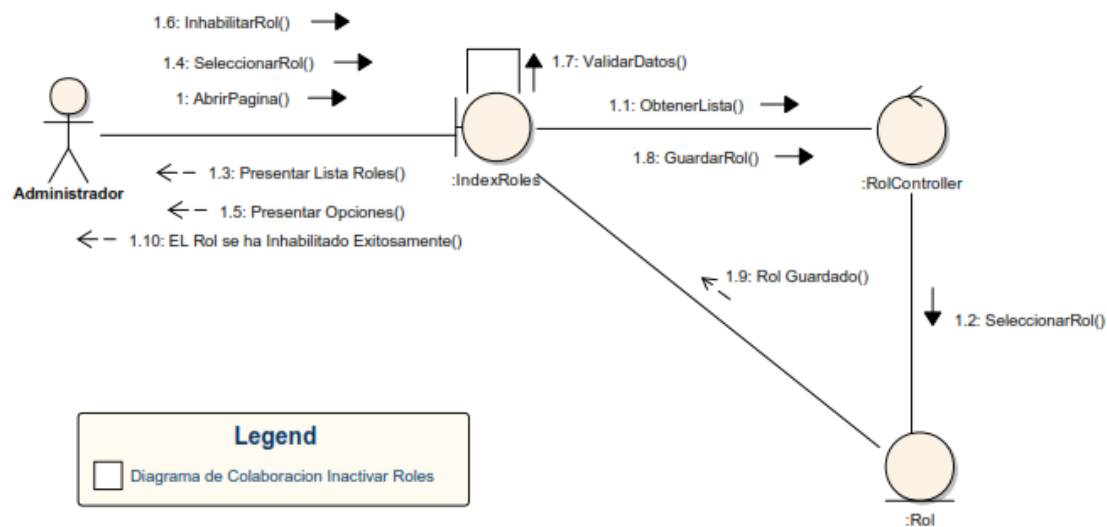 1.6: InhabilitarRol()
1.4: SeleccionarRol()
1: AbrirPagina()
1.7: ValidarDatos()
1.1: ObtenerLista()
1.8: GuardarRol()
:IndexRoles
:RolController
Administrador
1.3: Presentar Lista Roles()
1.5: Presentar Opciones()
1.10: EL Rol se ha Inhabilitado Exitosamente()
1.9: Rol Guardado()
1.2: SeleccionarRol()
Legend
Diagrama de Colaboracion Inactivar Roles
:Rol